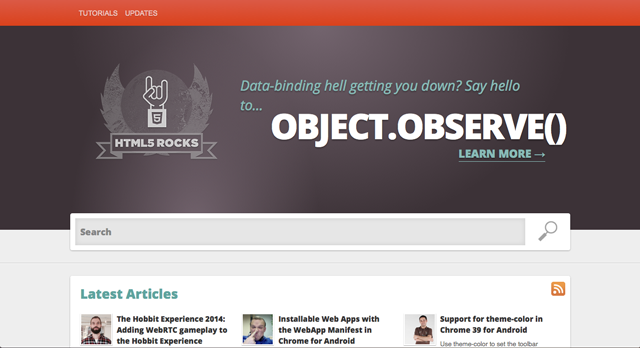 TUTORIALS UPDATES
Data-binding hell getting you down? Say hello
to...
OBJECT.OBSERVE()
LEARN MORE →
5
HTML5 ROCKS
Search
Latest Articles
The Hobbit Experience 2014:
Adding WebRTC gameplay to
the Hobbit Experience
Installable Web Apps with
the WebApp Manifest in
Chrome for Android
Support for theme-color in
Chrome 39 for Android
Use theme-color to set the toolbar